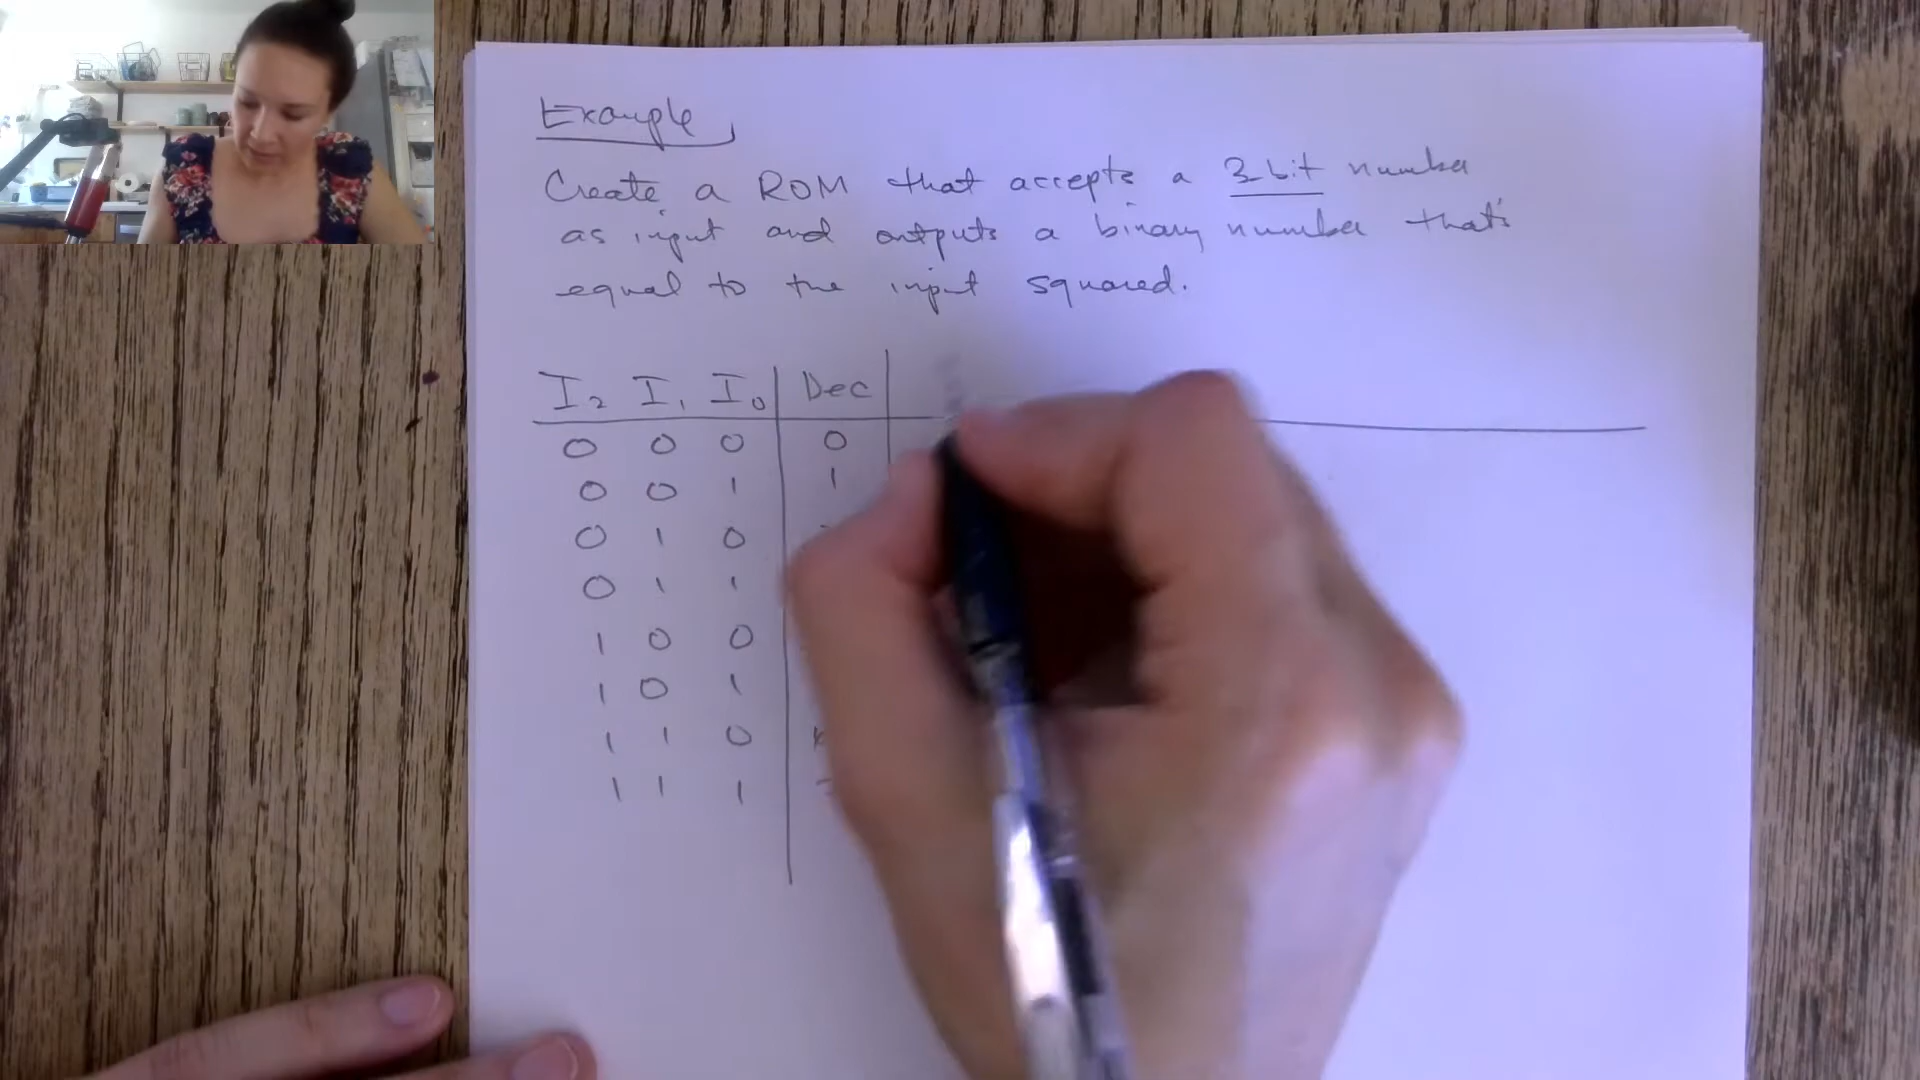 Example
Create a ROM that accepts a 3 bit number
as input and outputs a binary number that's
equal to the input squared.
I₂ I₁ I₀ Dec
0 0 0 0
0 0 1 1
0 1 0
0 1 1
1 0 0
1 0 1
1 1 0
1 1 1